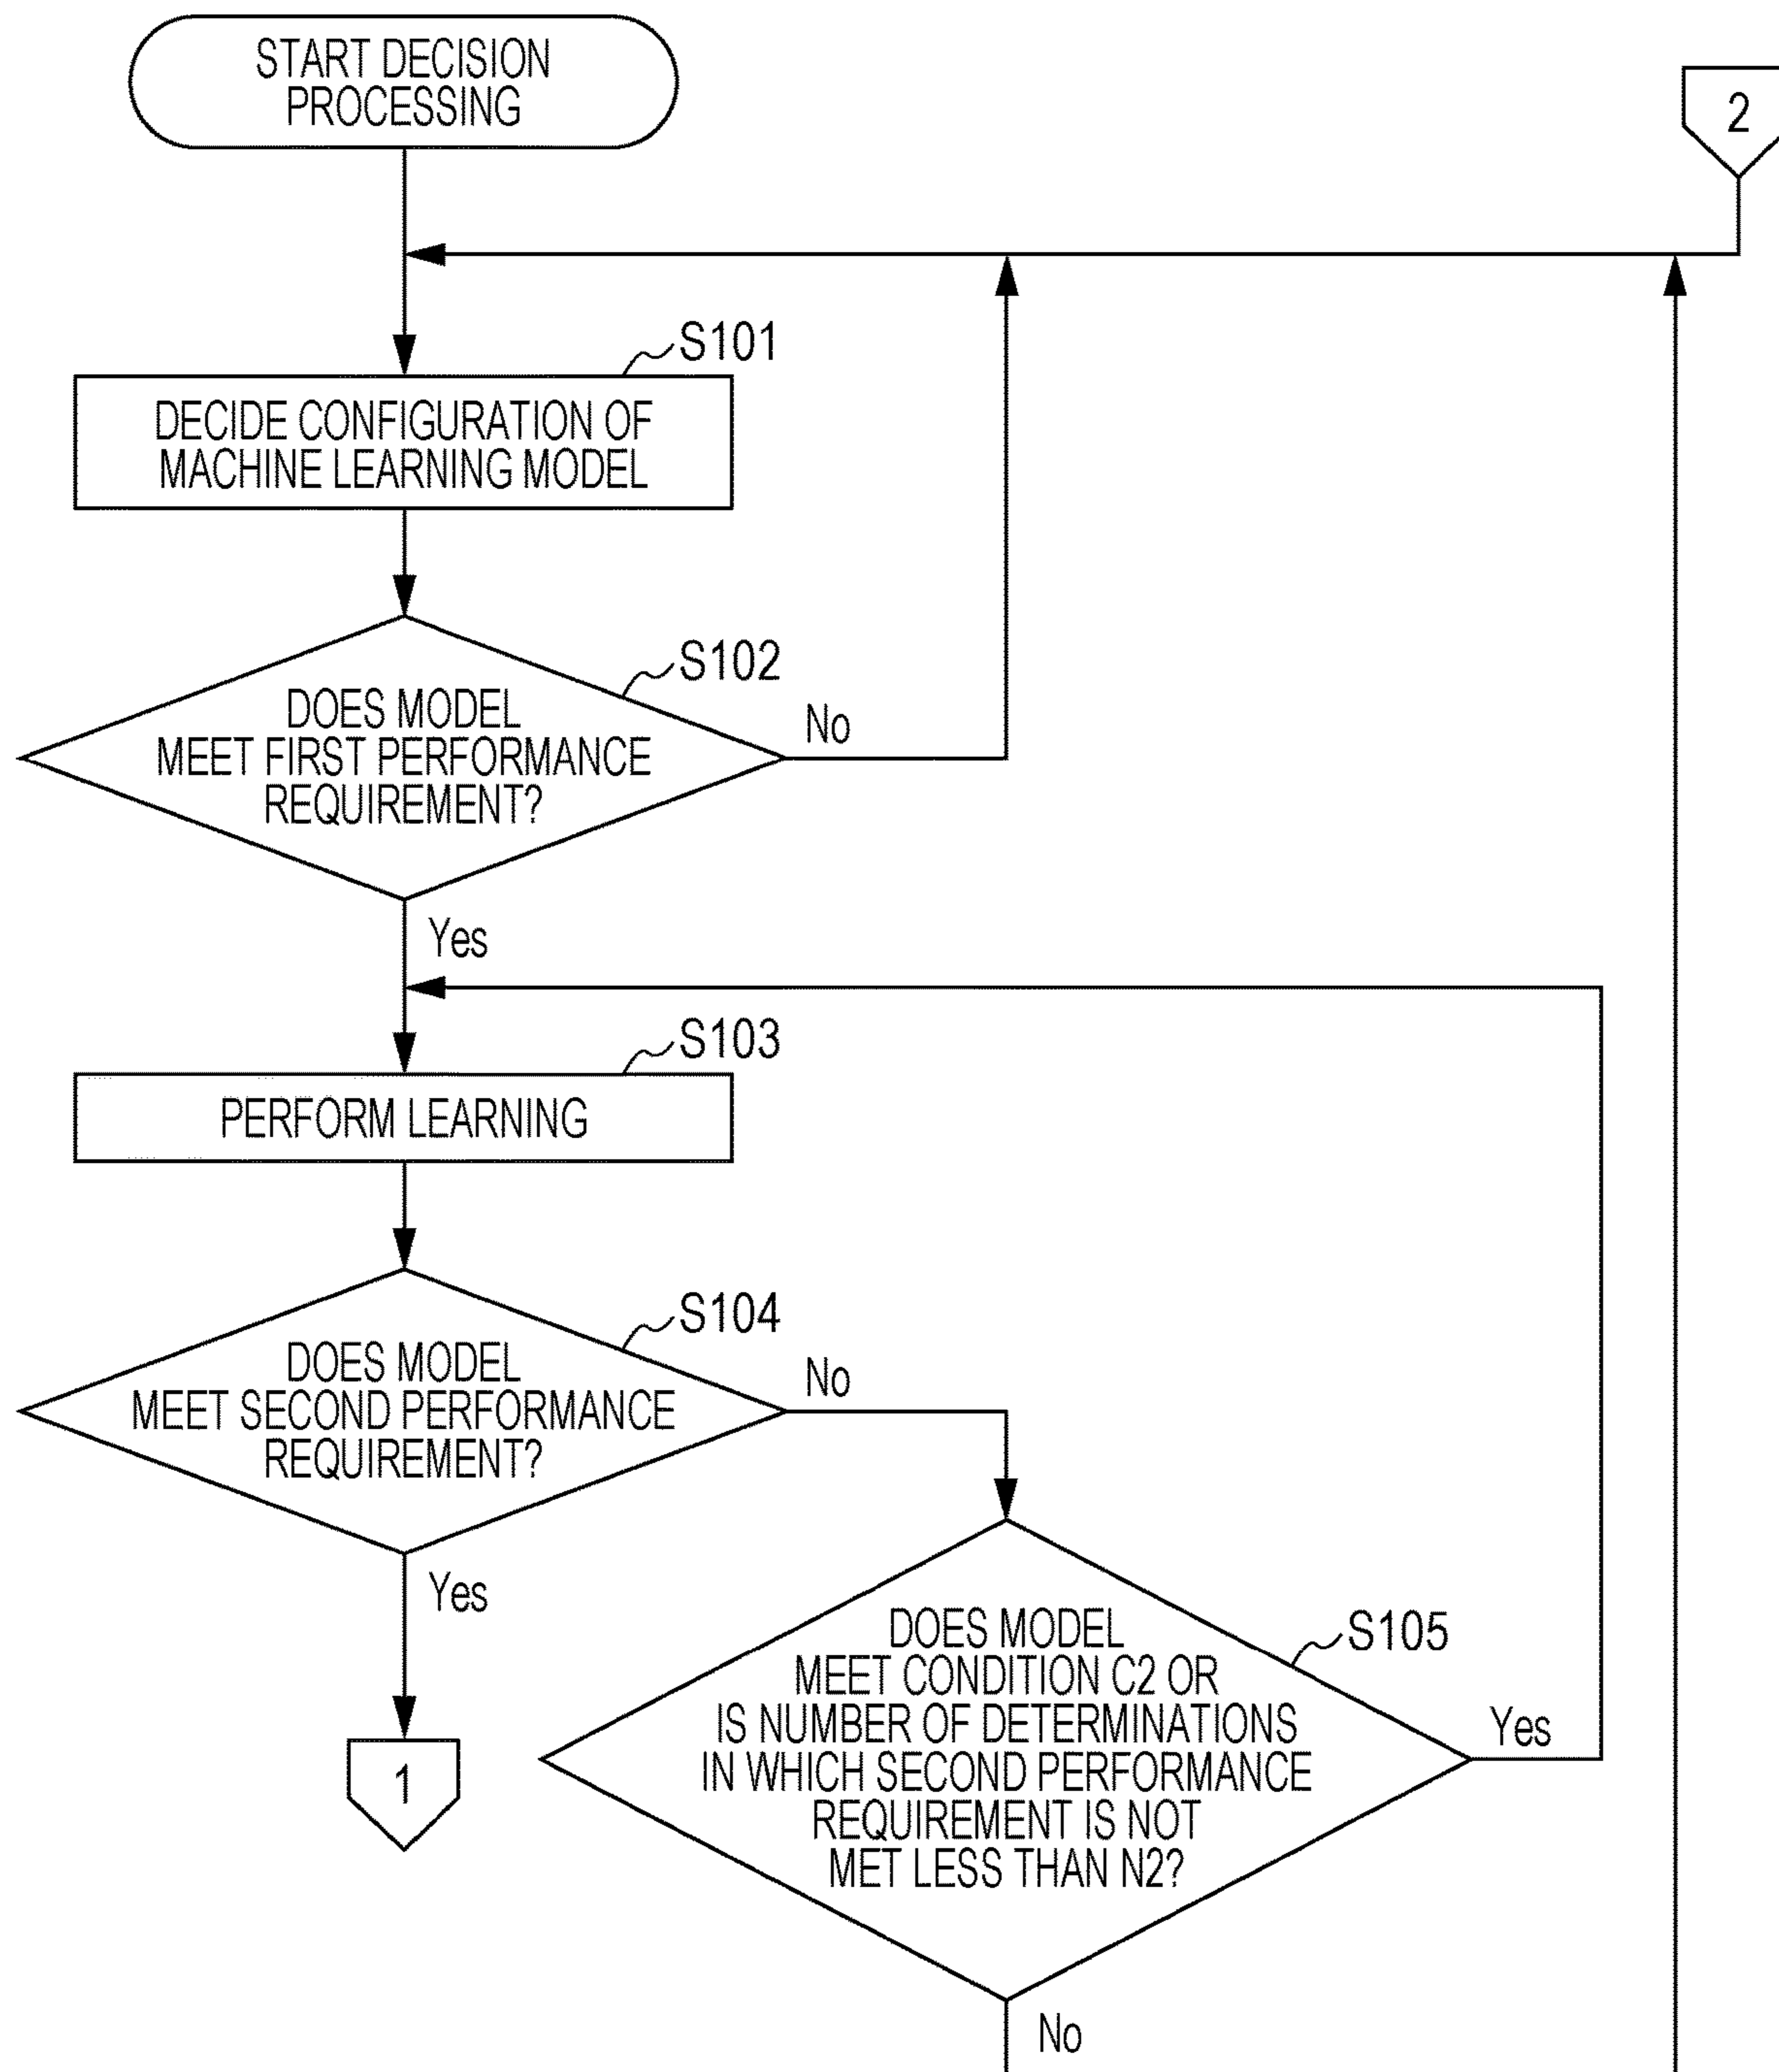 START DECISION
PROCESSING
2
S101
DECIDE CONFIGURATION OF
MACHINE LEARNING MODEL
S102
DOES MODEL
MEET FIRST PERFORMANCE
REQUIREMENT?
No
Yes
S103
PERFORM LEARNING
S104
DOES MODEL
MEET SECOND PERFORMANCE
REQUIREMENT?
No
Yes
1
S105
DOES MODEL
MEET CONDITION C2 OR
IS NUMBER OF DETERMINATIONS
IN WHICH SECOND PERFORMANCE
REQUIREMENT IS NOT
MET LESS THAN N2?
Yes
No